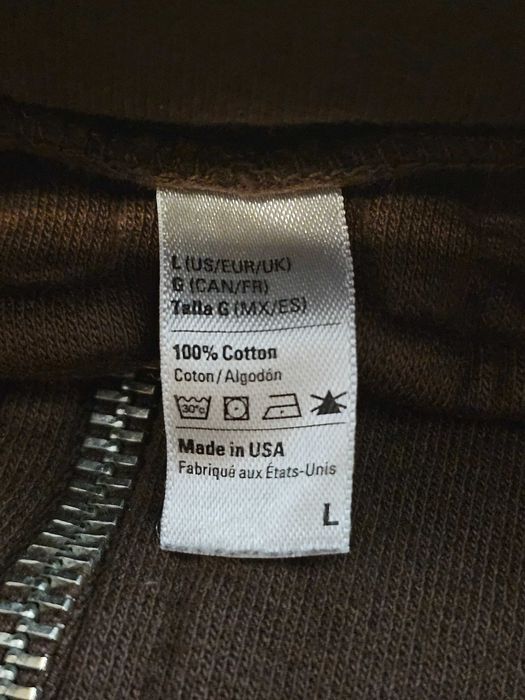 L (US/EUR/UK)
G (CAN/FR)
Talla G (MX/ES)
100% Cotton
Coton / Algodón
30°c
Made in USA
Fabriqué aux États-Unis
L